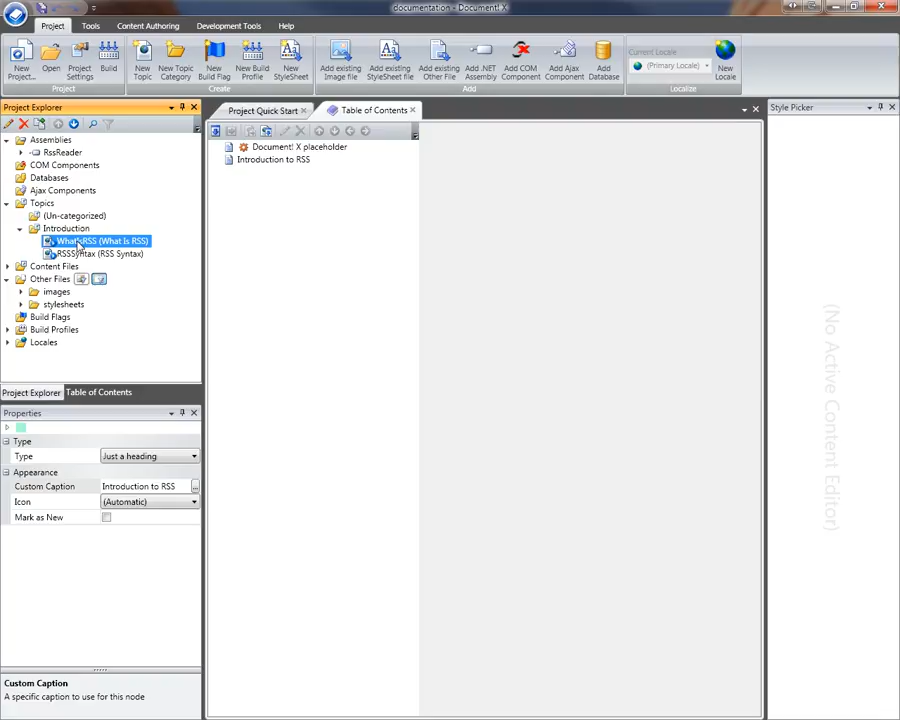 documentation - Document! X
Project
Tools
Content Authoring
Development Tools
Help
New
Project...
Open
Project
Settings
Build
New
Topic
New Topic
Category
New
Build Flag
New Build
Profile
New
StyleSheet
Add existing
Image file
Add existing
StyleSheet file
Add existing
Other File
Add .NET
Assembly
Add COM
Component
Add Ajax
Component
Add
Database
Current Locale
(Primary Locale)
New
Locale
Project
Create
Add
Localize
Project Explorer
Project Quick Start
Table of Contents
Style Picker
Assemblies
RssReader
COM Components
Databases
Ajax Components
Topics
(Un-categorized)
Introduction
WhatIsRSS (What Is RSS)
RSSSyntax (RSS Syntax)
Content Files
Other Files
images
stylesheets
Build Flags
Build Profiles
Locales
Document! X placeholder
Introduction to RSS
(No Active Content Editor)
Project Explorer
Table of Contents
Properties
Type
Type
Just a heading
Appearance
Custom Caption
Introduction to RSS
...
Icon
(Automatic)
Mark as New
Custom Caption
A specific caption to use for this node